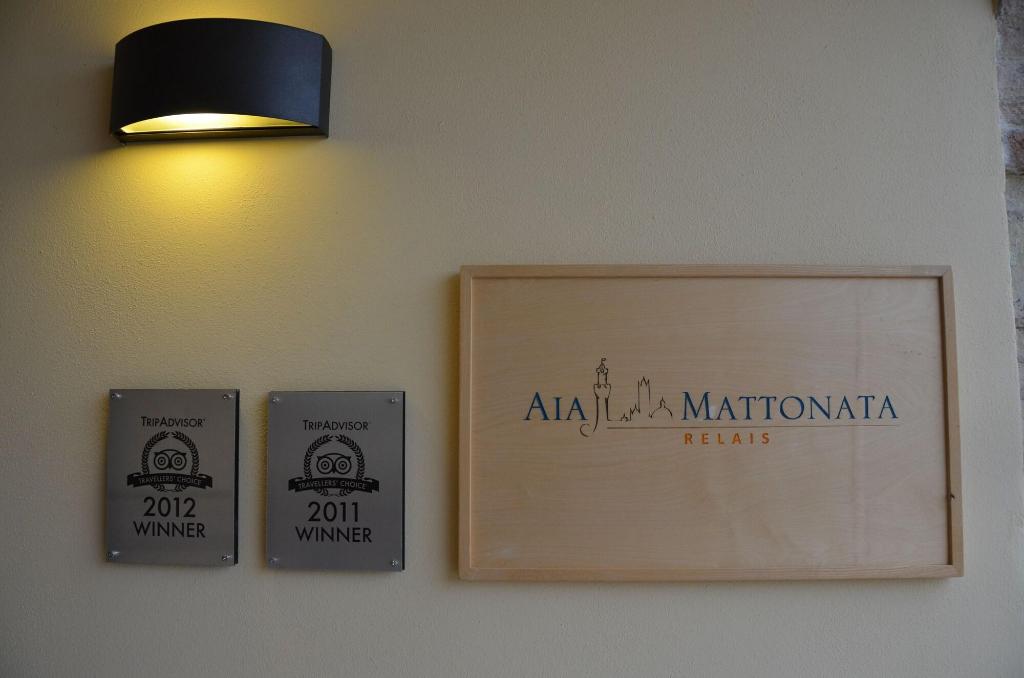 TRIPADVISOR
TRAVELLERS' CHOICE
2012
WINNER
TRIPADVISOR
TRAVELLERS' CHOICE
2011
WINNER
AIA MATTONATA
RELAIS